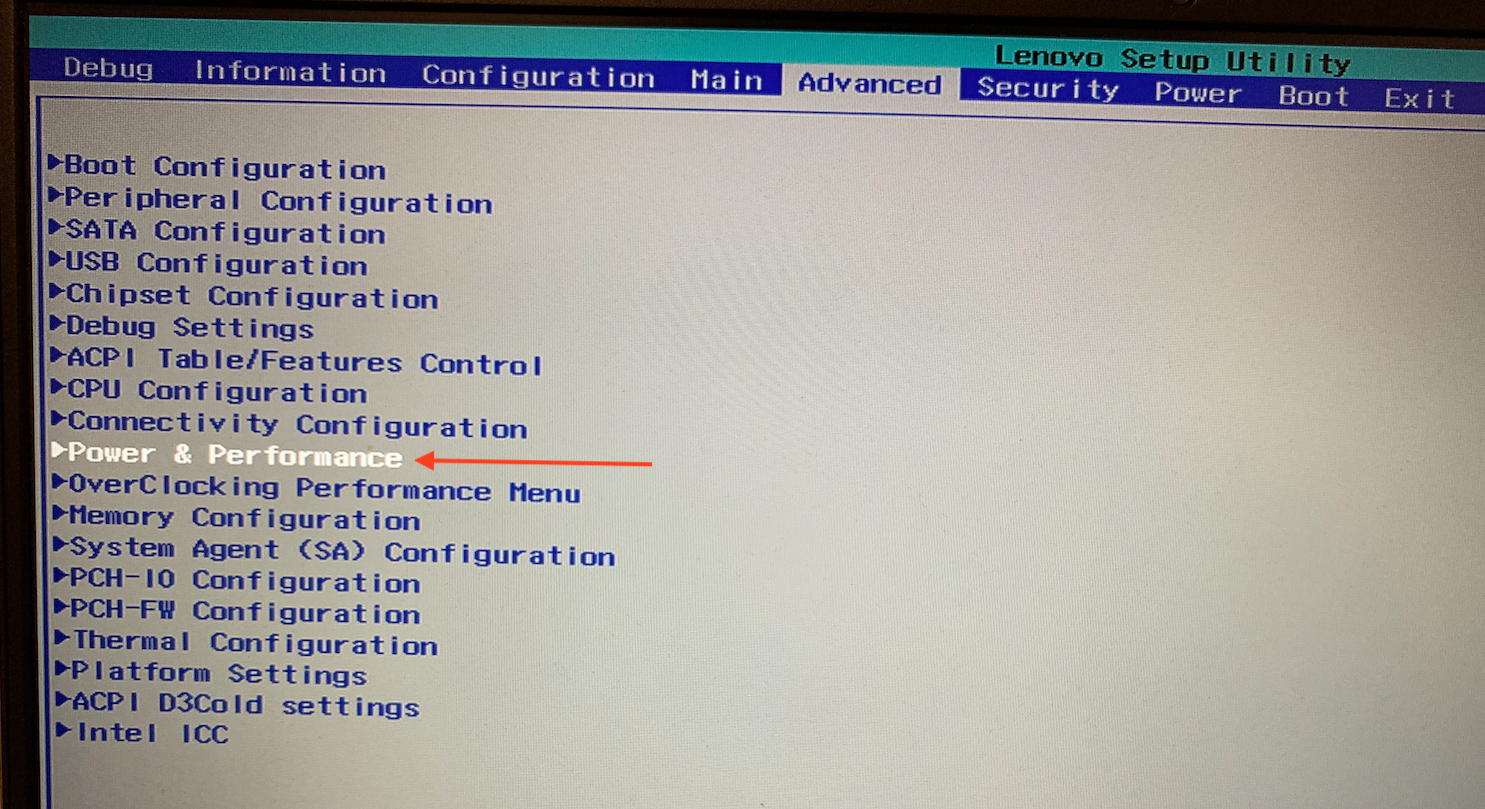 Lenovo Setup Utility
Debug Information Configuration Main Advanced Security Power Boot Exit
Boot Configuration
Peripheral Configuration
SATA Configuration
USB Configuration
Chipset Configuration
Debug Settings
ACPI Table/Features Control
CPU Configuration
Connectivity Configuration
Power & Performance
OverClocking Performance Menu
Memory Configuration
System Agent (SA) Configuration
PCH-IO Configuration
PCH-FW Configuration
Thermal Configuration
Platform Settings
ACPI D3Cold settings
Intel ICC